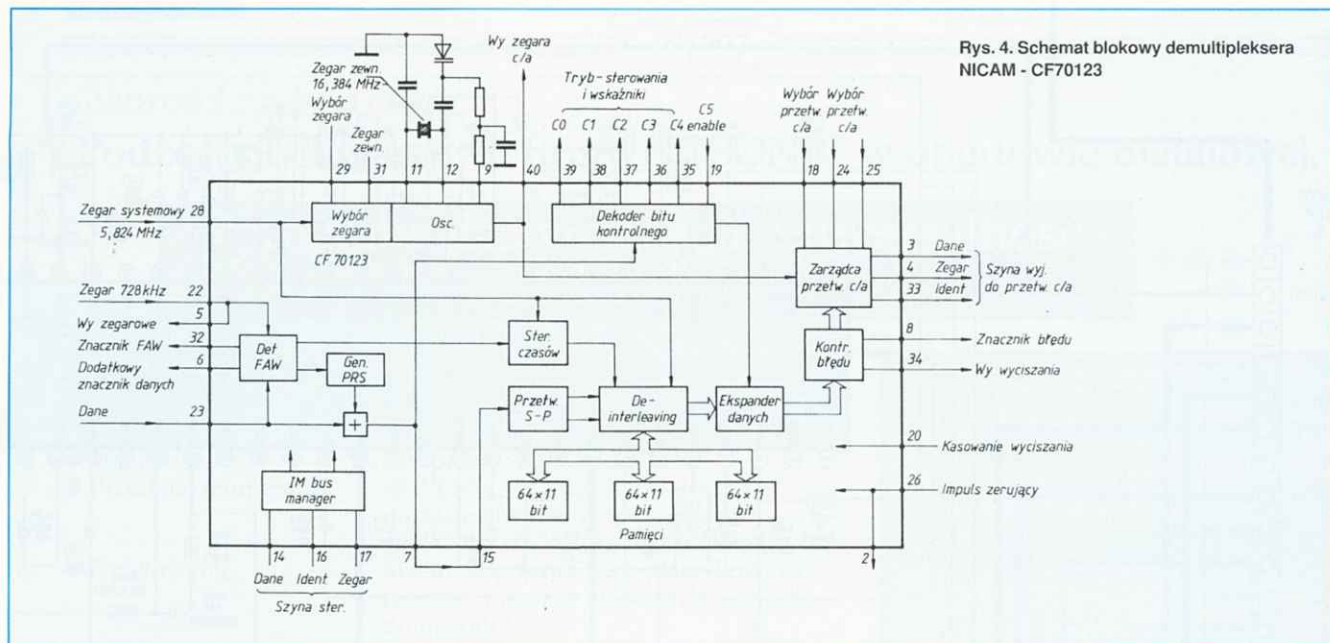 Rys. 4. Schemat blokowy demultipleksera
NICAM - CF70123
Wy zegara
c/a
Zegar zewn.
16,384 MHz
Wybór
zegara
Zegar
zewn.
Tryb-sterowania
i wskaźniki
C5
enable
C0 C1 C2 C3 C4
Wybór Wybór
przetw. przetw.
c/a c/a
29 31 11 12 9 40 39 38 37 36 35 19 18 24 25
Zegar systemowy 28
5,824 MHz
Wybór
zegara
Osc.
CF 70123
Dekoder bitu
kontrolnego
Zarządca
przetw. c/a
3 Dane
4 Zegar
33 Ident
Szyna wyj.
do przetw. c/a
Zegar 728kHz 22
5
Wy zegarowe
Znacznik FAW 32
Dodatkowy 6
znacznik danych
Dane 23
Det
FAW
Gen.
PRS
+
Ster.
czasów
Przetw.
S-P
De-
interleaving
Ekspander
danych
Kontr.
błędu
8
Znacznik błędu
34
Wy wyciszania
20
Kasowanie wyciszania
26
Impuls zerujący
IM bus
manager
64×11
bit
64×11
bit
64×11
bit
Pamięci
14 16 17 7 15 2
Dane Ident Zegar
Szyna ster.